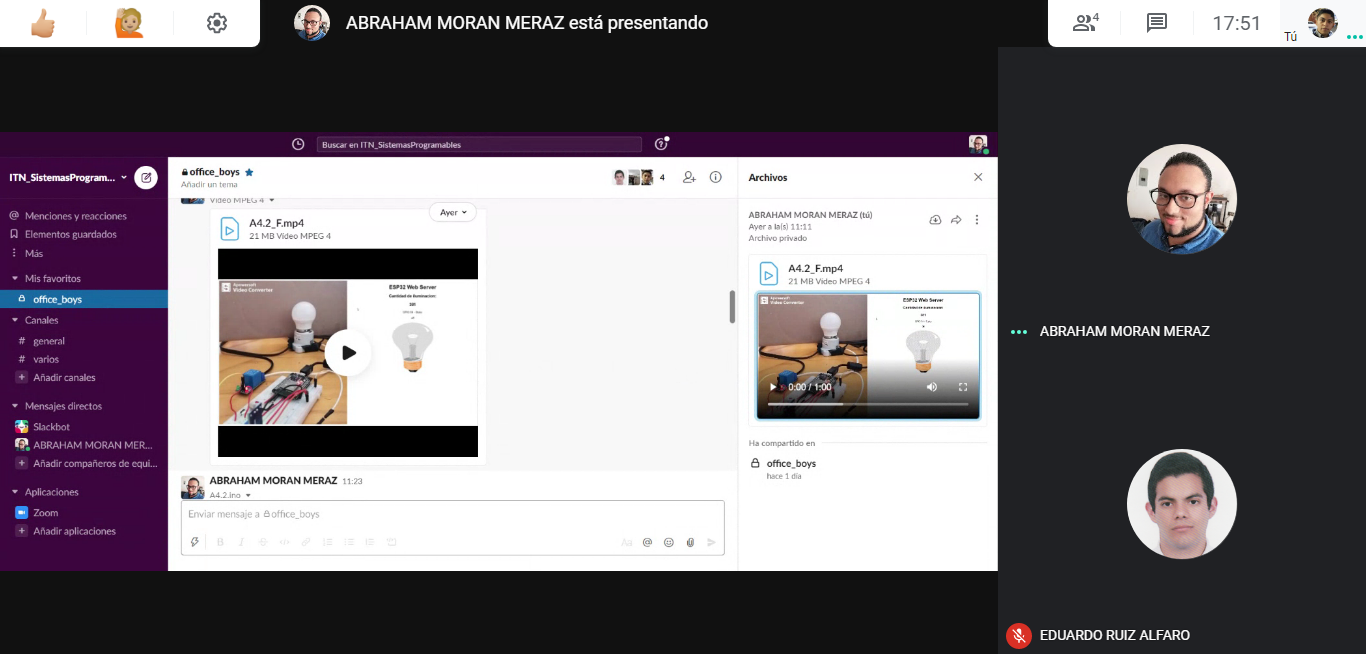 ABRAHAM MORAN MERAZ está presentando
4
17:51
Tú
Buscar en ITN_SistemasProgramables
ITN_SistemasProgram...
Menciones y reacciones
Elementos guardados
Más
Mis favoritos
office_boys
Canales
# general
# varios
+ Añadir canales
Mensajes directos
Slackbot
ABRAHAM MORAN MER...
+ Añadir compañeros de equi...
Aplicaciones
Zoom
+ Añadir aplicaciones
office_boys
Añadir un tema
4
Vídeo MPEG 4
Ayer
A4.2_F.mp4
21 MB Vídeo MPEG 4
Apowersoft
Video Converter
ESP32 Web Server
Cantidad de iluminacion:
ABRAHAM MORAN MERAZ 11:23
A4.2.ino
Enviar mensaje a office_boys
Archivos
ABRAHAM MORAN MERAZ (tú)
Ayer a la(s) 11:11
Archivo privado
A4.2_F.mp4
21 MB Vídeo MPEG 4
Apowersoft
Video Converter
ESP32 Web Server
Cantidad de iluminacion:
0:00 / 1:00
Ha compartido en
office_boys
hace 1 día
ABRAHAM MORAN MERAZ
EDUARDO RUIZ ALFARO